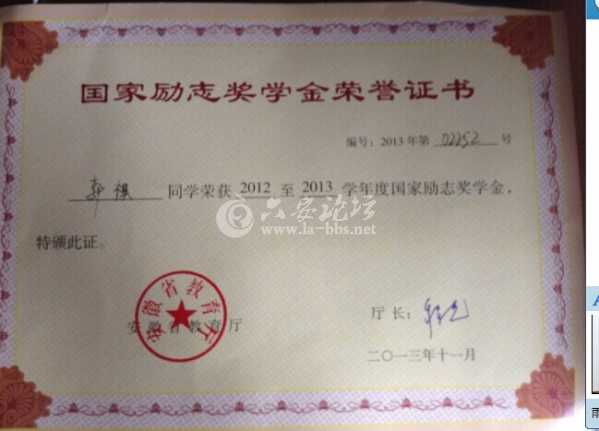 国家励志奖学金荣誉证书
编号：2013年第 02252 号
同学荣获 2012 至 2013 学年度国家励志奖学金，
六安论坛
www.la-bbs.net
特颁此证。
安徽省教育厅
安徽省教育厅
厅长：
二〇一三年十一月